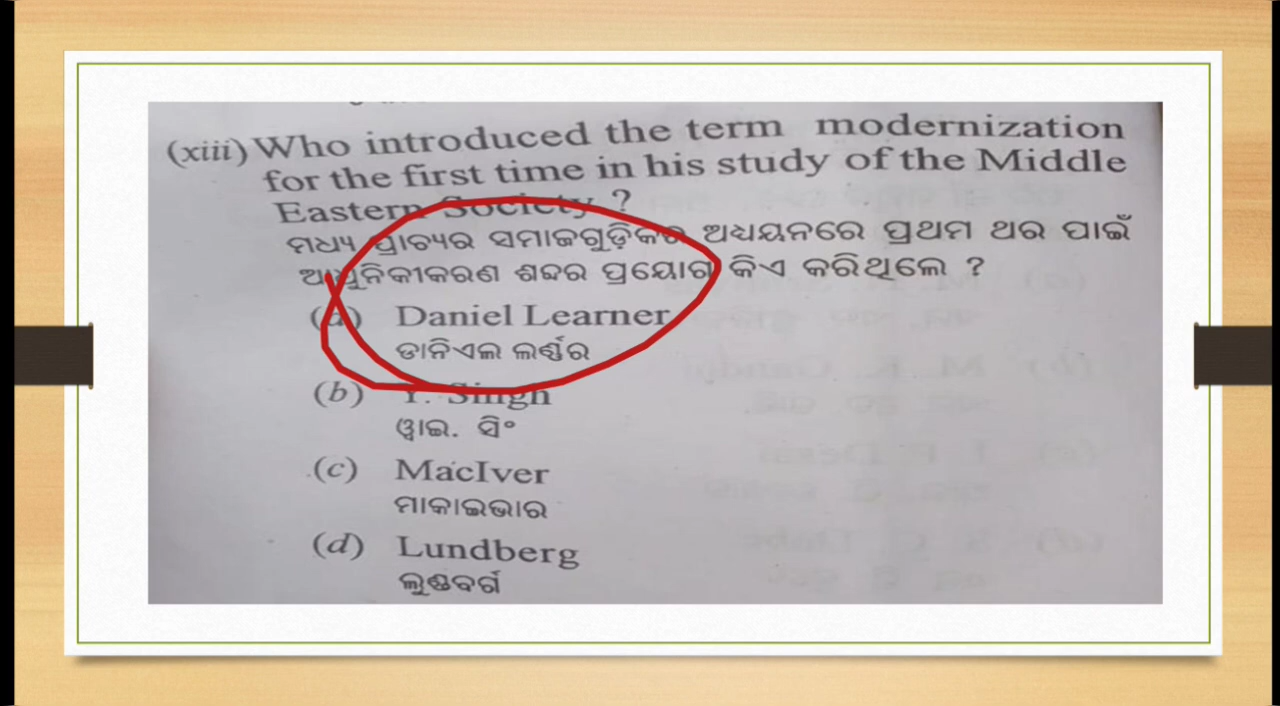 (xiii) Who introduced the term modernization
for the first time in his study of the Middle
Eastern Society ?
ମଧ୍ୟ ପ୍ରାଚ୍ୟର ସମାଜଗୁଡ଼ିକର ଅଧ୍ୟୟନରେ ପ୍ରଥମ ଥର ପାଇଁ
ଆଧୁନିକୀକରଣ ଶବ୍ଦର ପ୍ରୟୋଗ କିଏ କରିଥିଲେ ?
(a) Daniel Learner
ଡାନିଏଲ ଲର୍ଣ୍ଣର
(b) Y. Singh
ୱାଇ. ସିଂ
(c) MacIver
ମାକାଇଭାର
(d) Lundberg
ଲୁଣ୍ଡବର୍ଗ